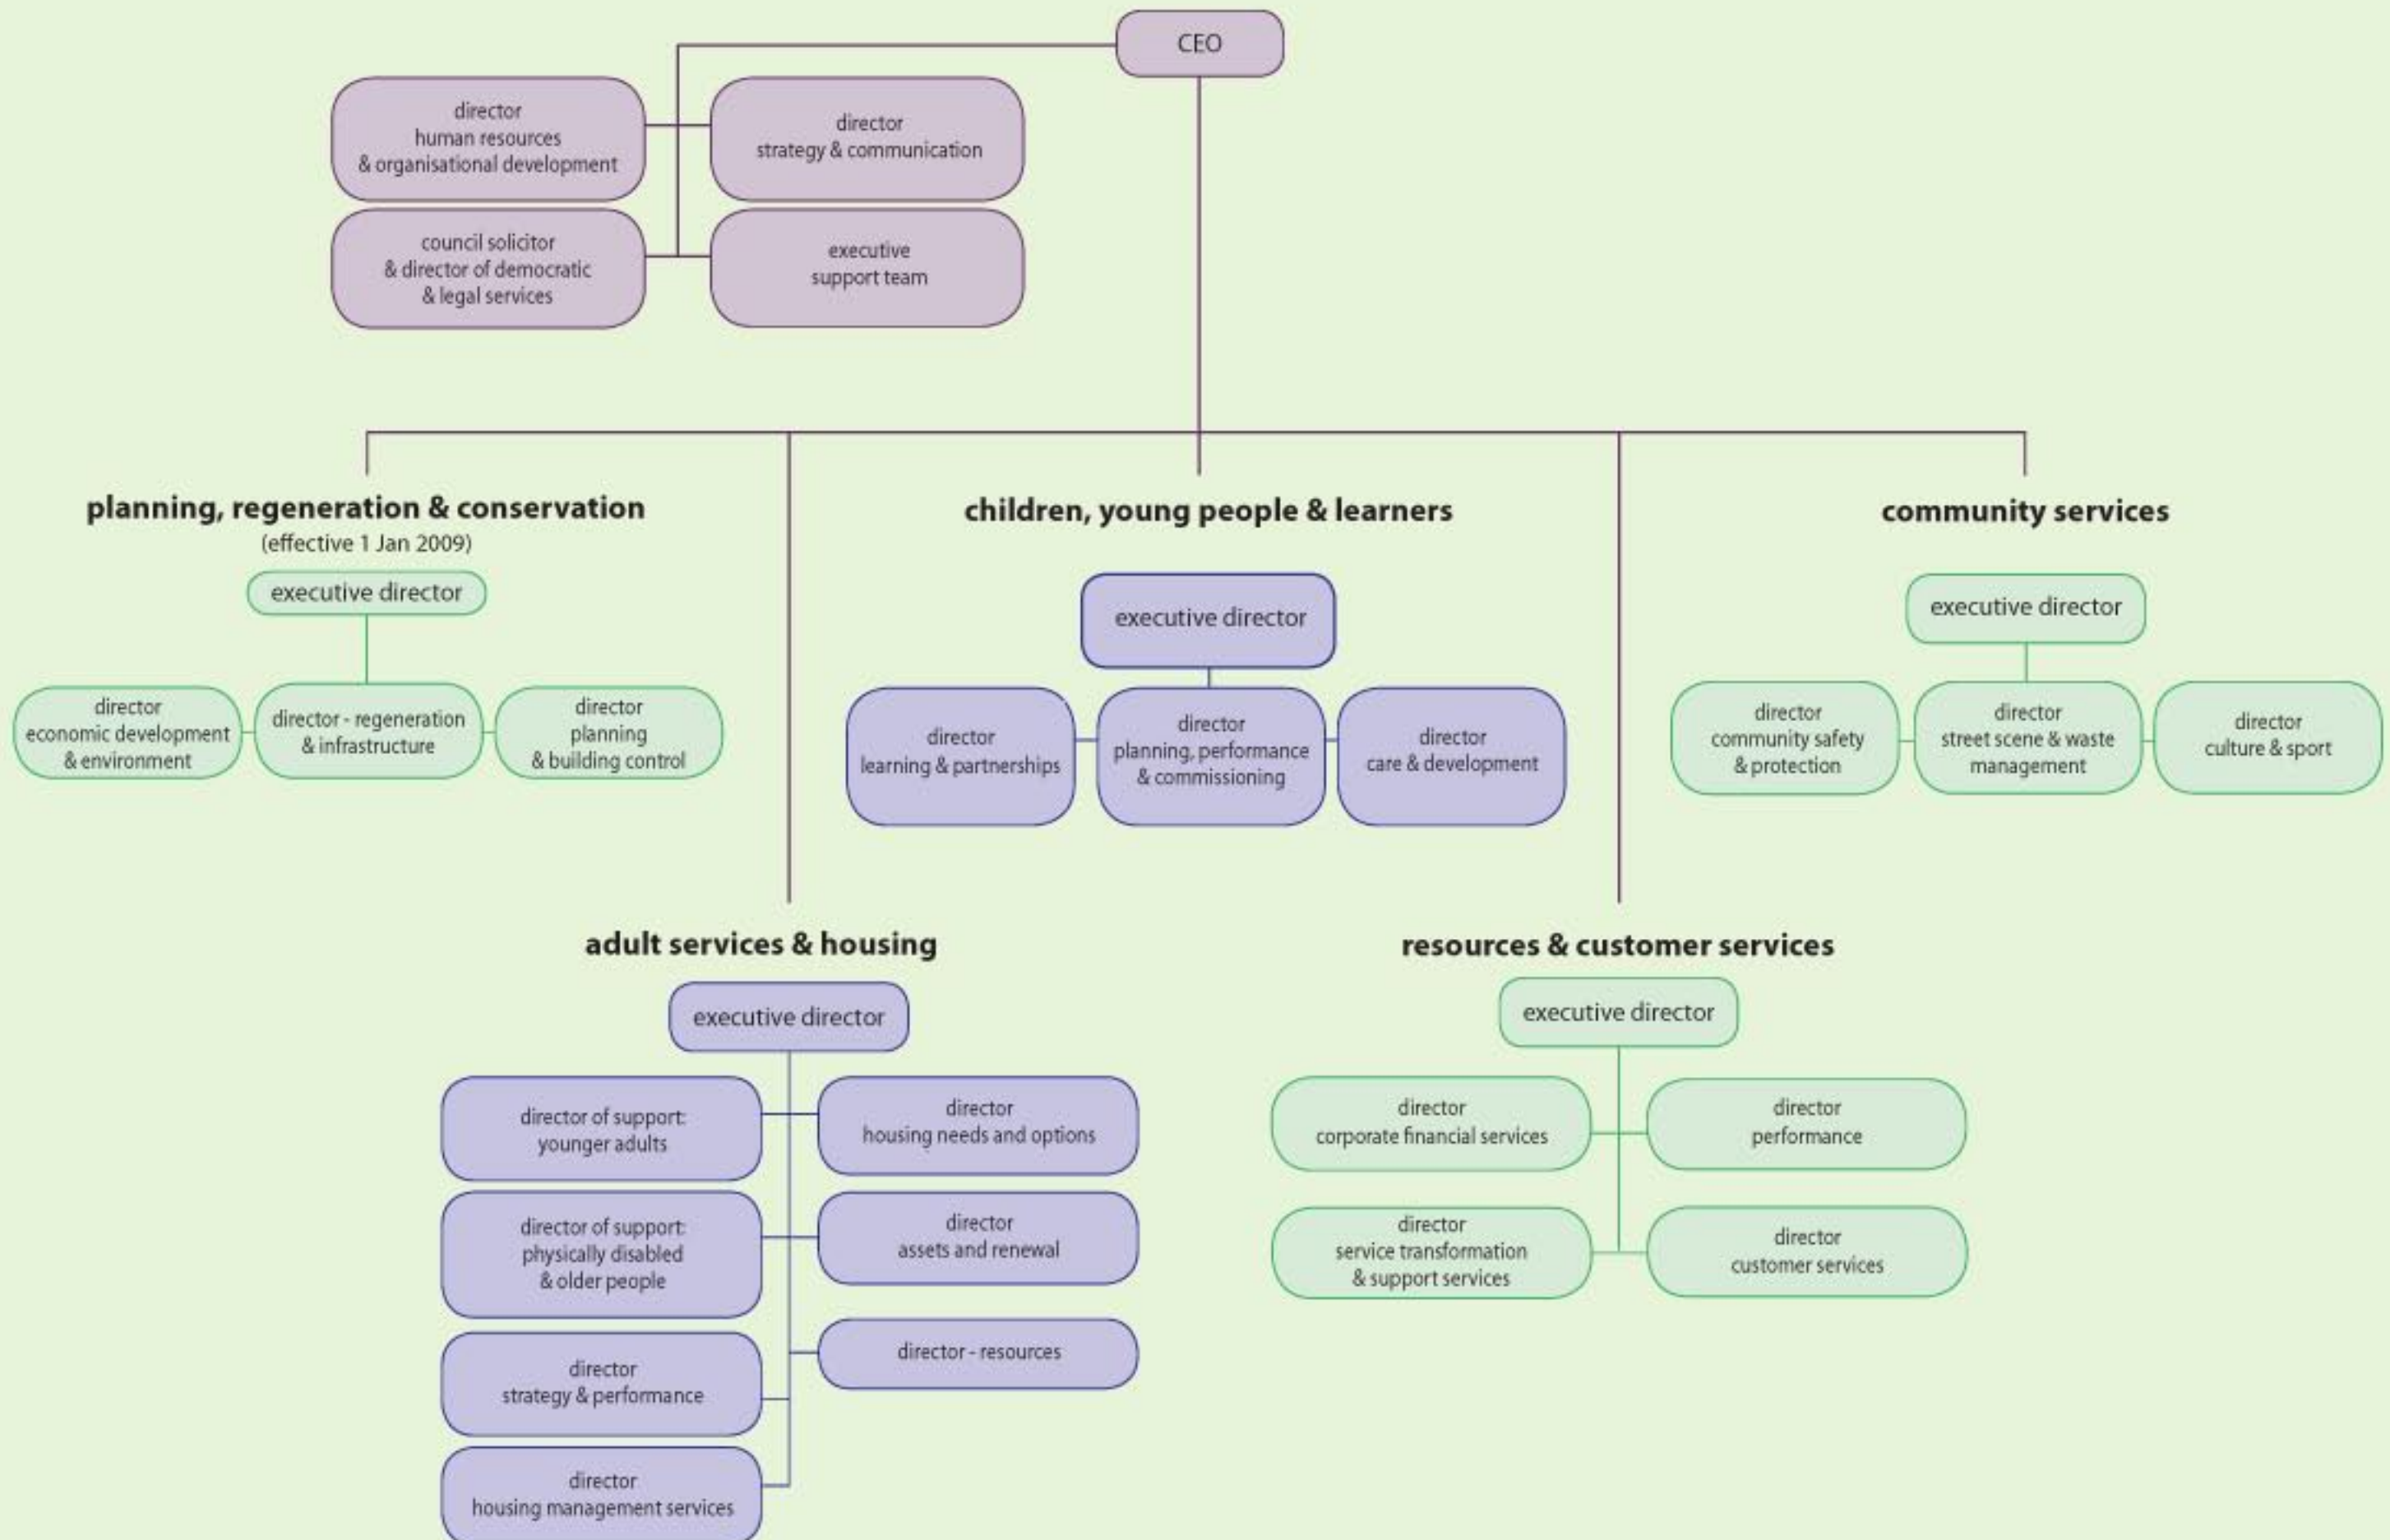 CEO
director
human resources
& organisational development
director
strategy & communication
council solicitor
& director of democratic
& legal services
executive
support team
planning, regeneration & conservation
(effective 1 Jan 2009)
executive director
director
economic development
& environment
director - regeneration
& infrastructure
director
planning
& building control
children, young people & learners
executive director
director
learning & partnerships
director
planning, performance
& commissioning
director
care & development
community services
executive director
director
community safety
& protection
director
street scene & waste
management
director
culture & sport
adult services & housing
executive director
director of support:
younger adults
director
housing needs and options
director of support:
physically disabled
& older people
director
assets and renewal
director
strategy & performance
director - resources
director
housing management services
resources & customer services
executive director
director
corporate financial services
director
performance
director
service transformation
& support services
director
customer services